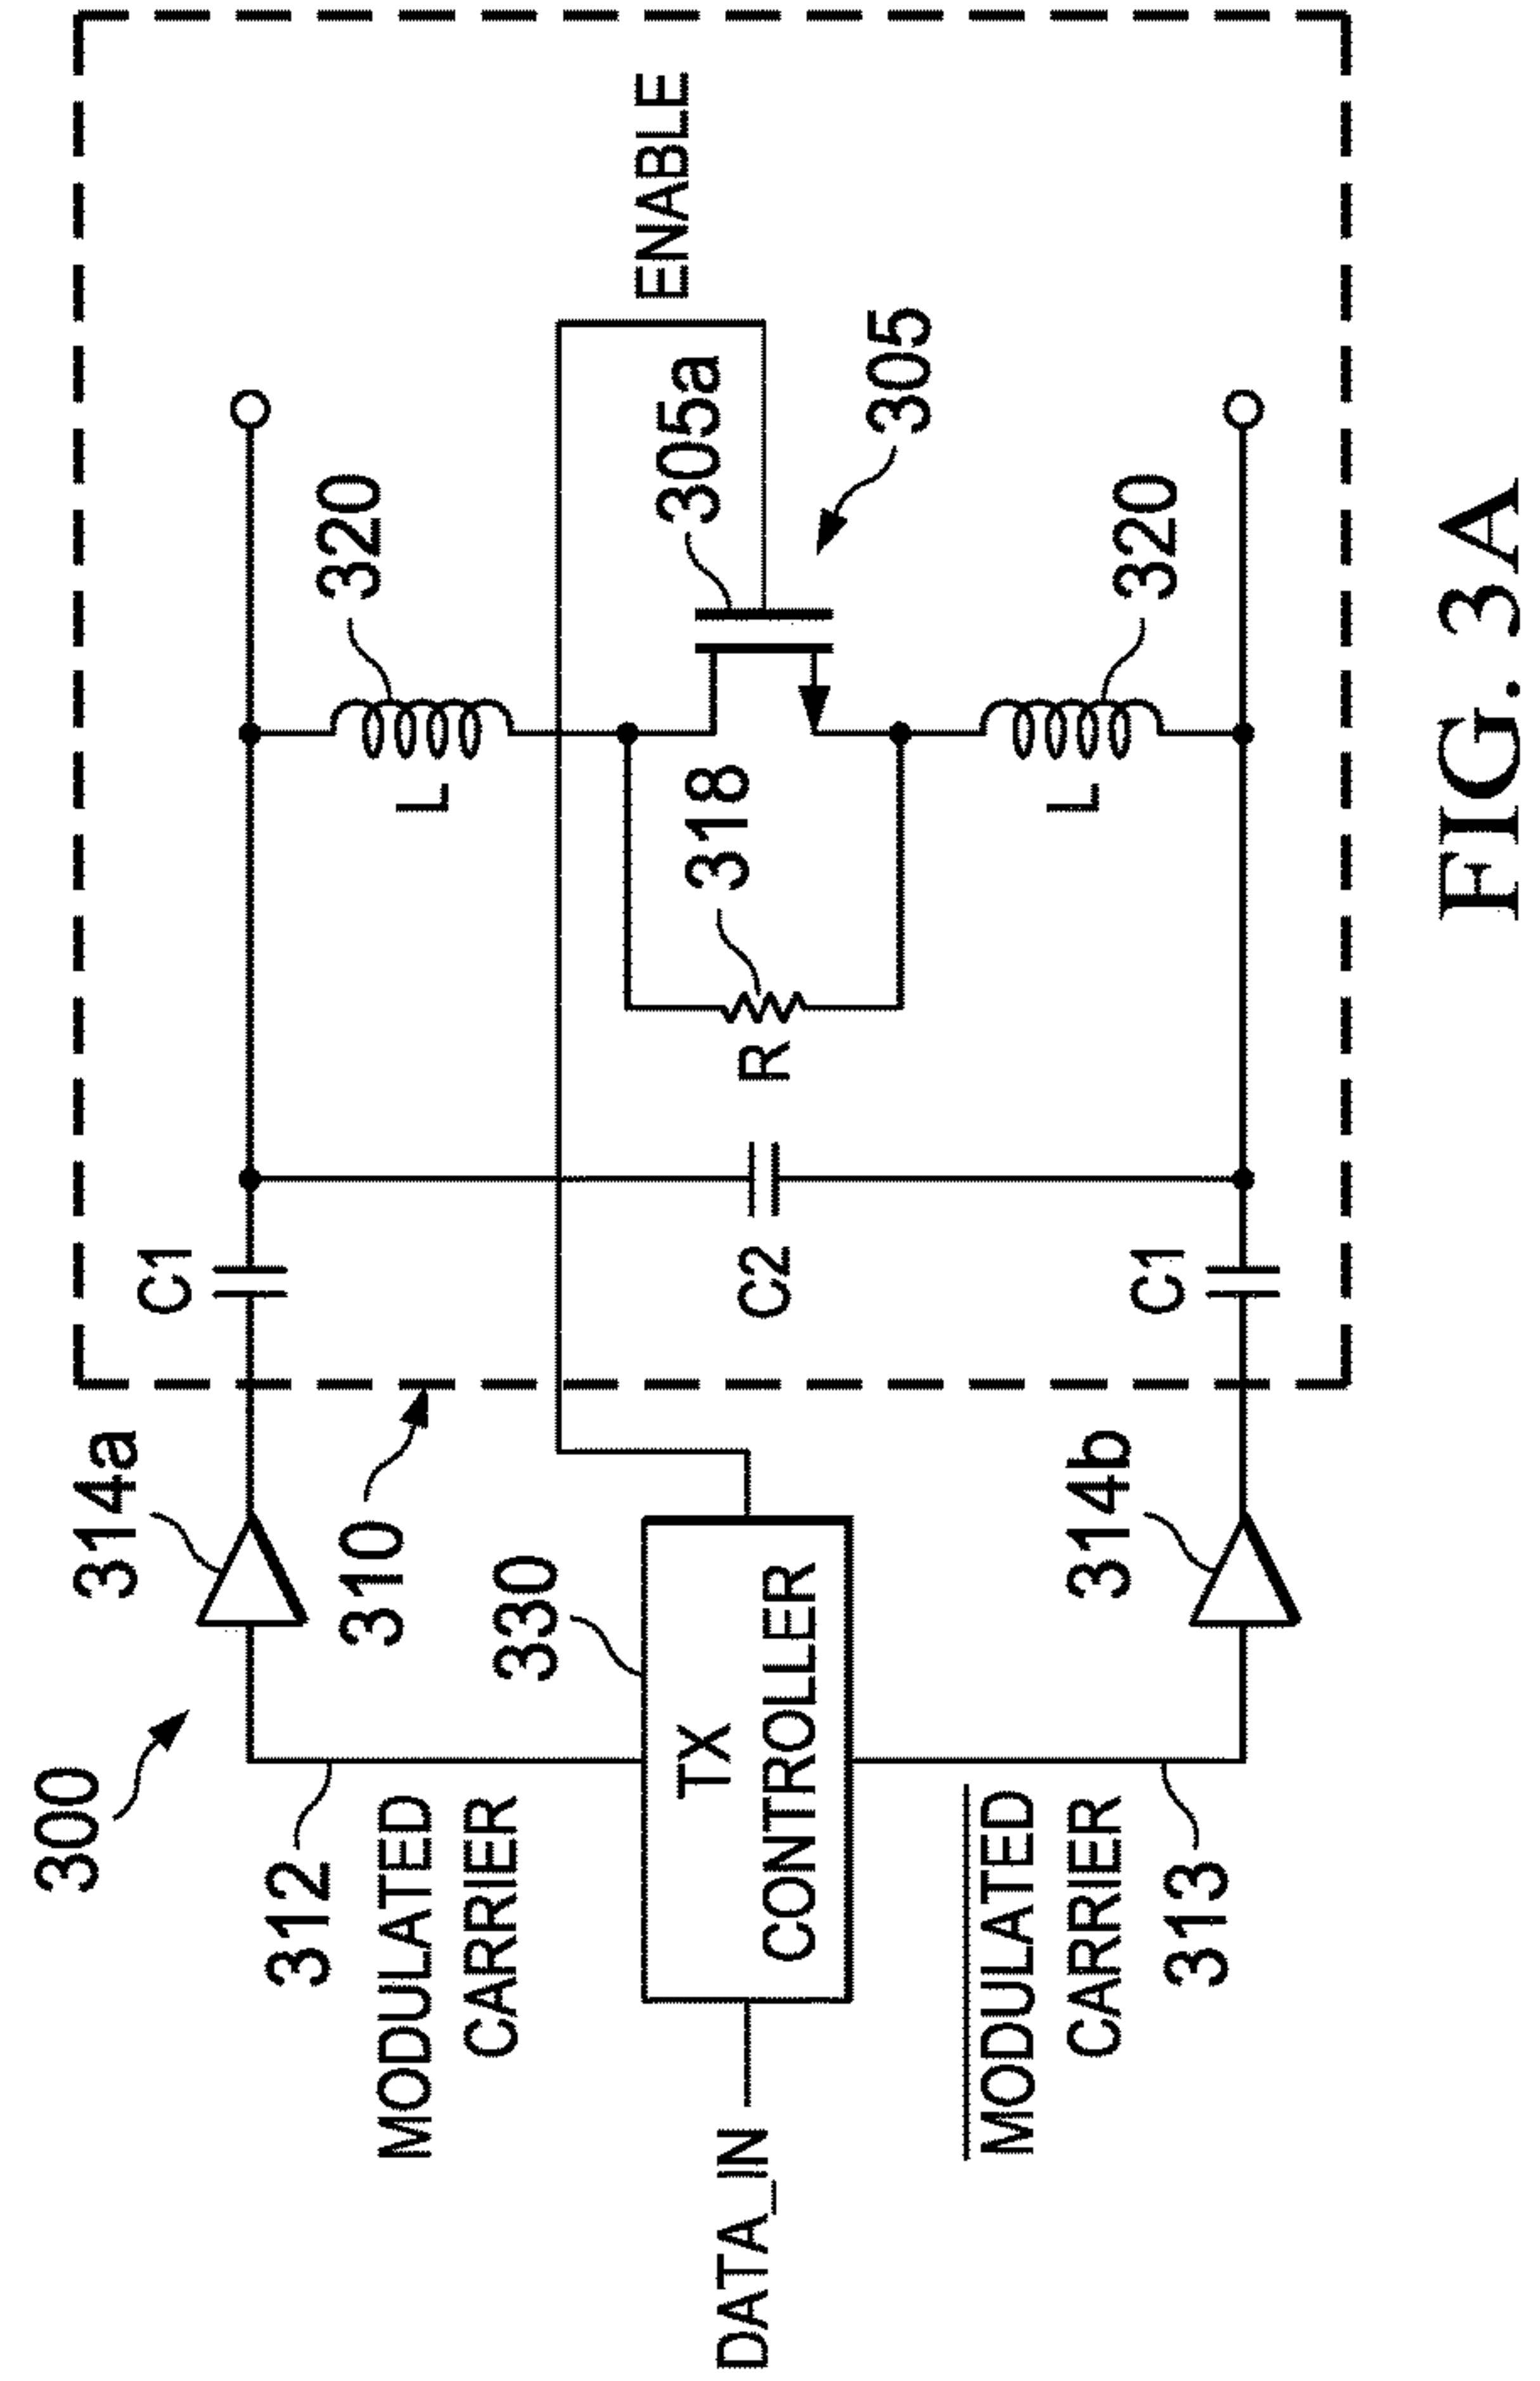 300
312
MODULATED
CARRIER
314a
310
C1
320
L
ENABLE
DATA_IN
330
TX
CONTROLLER
C2
R
318
305a
305
MODULATED
CARRIER
313
314b
C1
L
320
FIG. 3A